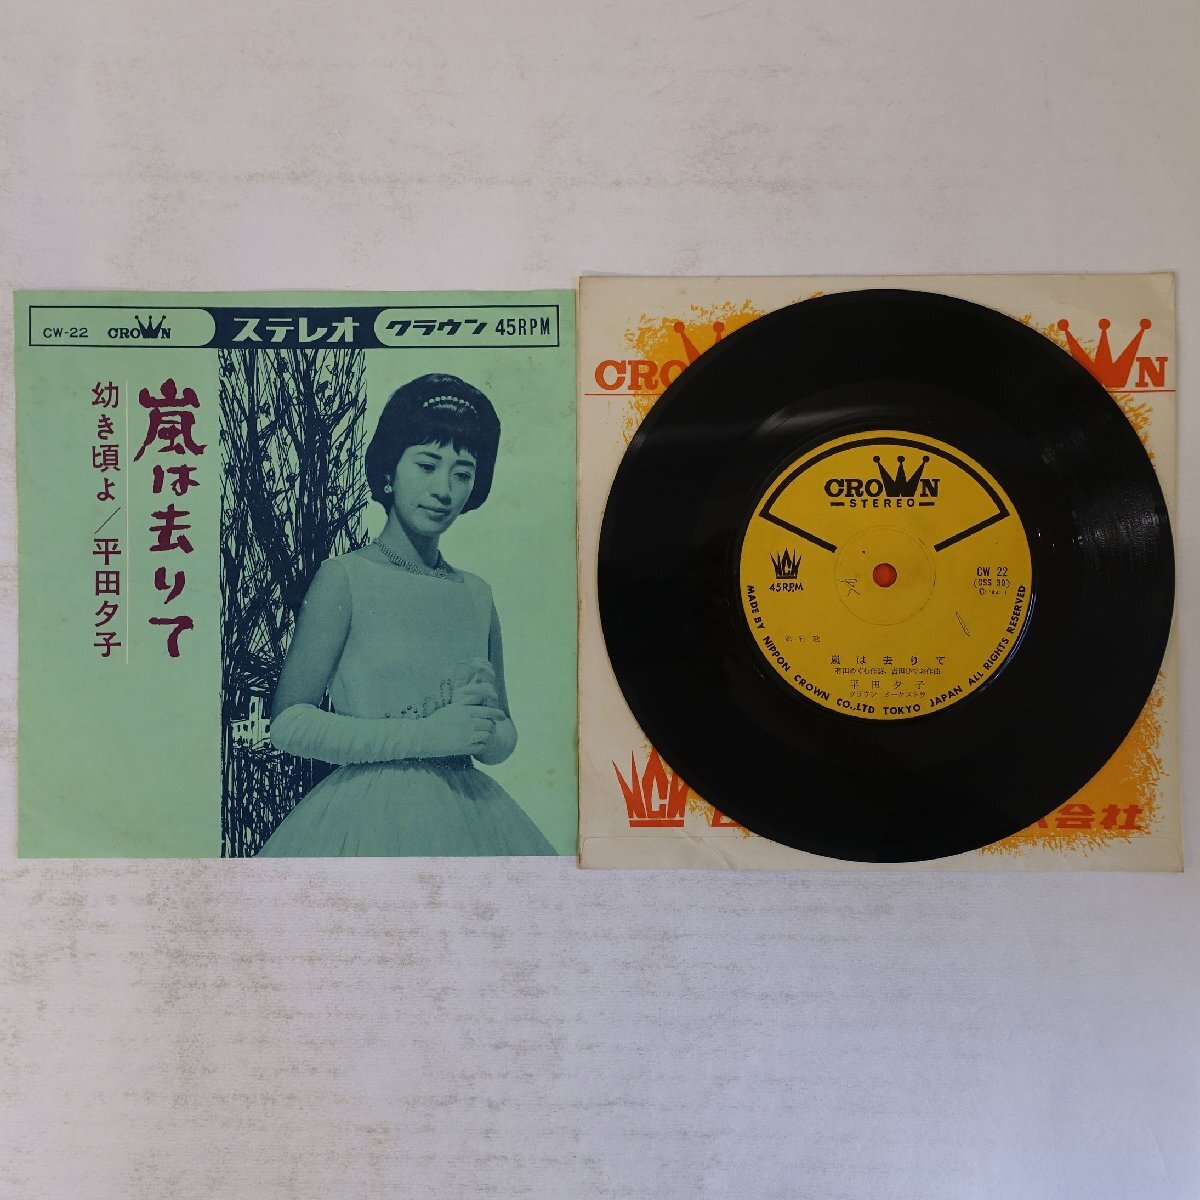 CW-22 CROWN ステレオ クラウン 45RPM
嵐は去りて
幼き頃よ／平田夕子
CRO N
CROWN
STEREO
45RPM
CW 22
流行歌
嵐は去りて
平田夕子
クラウン オーケストラ
MADE BY NIPPON CROWN CO.,LTD TOKYO JAPAN ALL RIGHTS RESERVED
NCW
会社